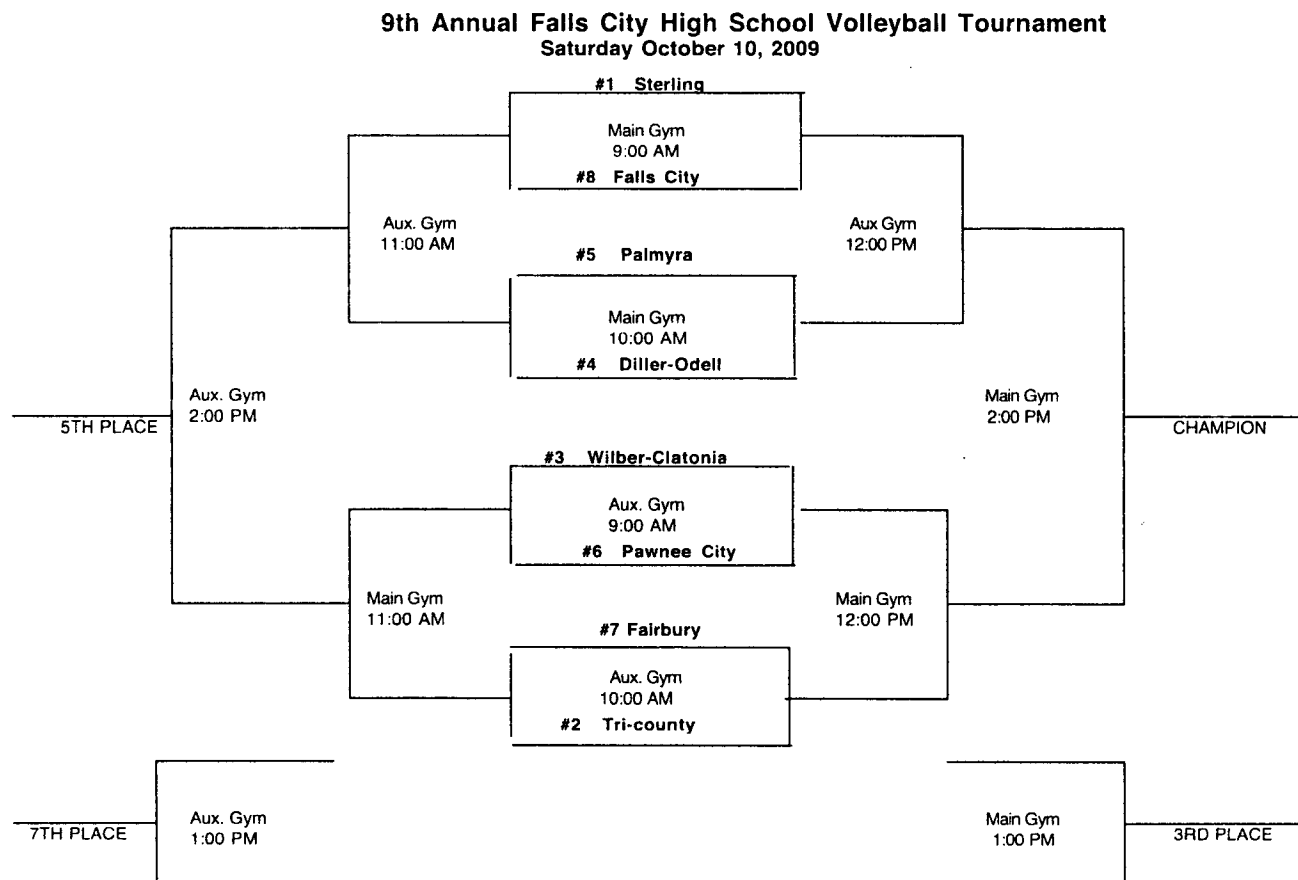 9th Annual Falls City High School Volleyball Tournament
Saturday October 10, 2009
#1 Sterling
Main Gym
9:00 AM
#8 Falls City
Aux. Gym
11:00 AM
Aux Gym
12:00 PM
#5 Palmyra
Main Gym
10:00 AM
#4 Diller-Odell
Aux. Gym
2:00 PM
5TH PLACE
Main Gym
2:00 PM
CHAMPION
#3 Wilber-Clatonia
Aux. Gym
9:00 AM
#6 Pawnee City
Main Gym
11:00 AM
Main Gym
12:00 PM
#7 Fairbury
Aux. Gym
10:00 AM
#2 Tri-county
Aux. Gym
1:00 PM
7TH PLACE
Main Gym
1:00 PM
3RD PLACE